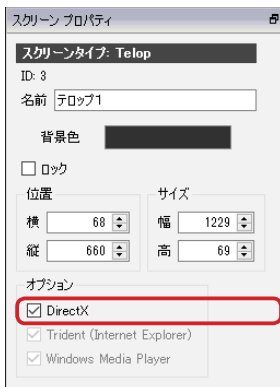 スクリーン プロパティ
スクリーンタイプ: Telop
ID: 3
名前 テロップ1
背景色
ロック
位置 サイズ
横 68 幅 1229
縦 660 高 69
オプション
DirectX
Trident (Internet Explorer)
Windows Media Player